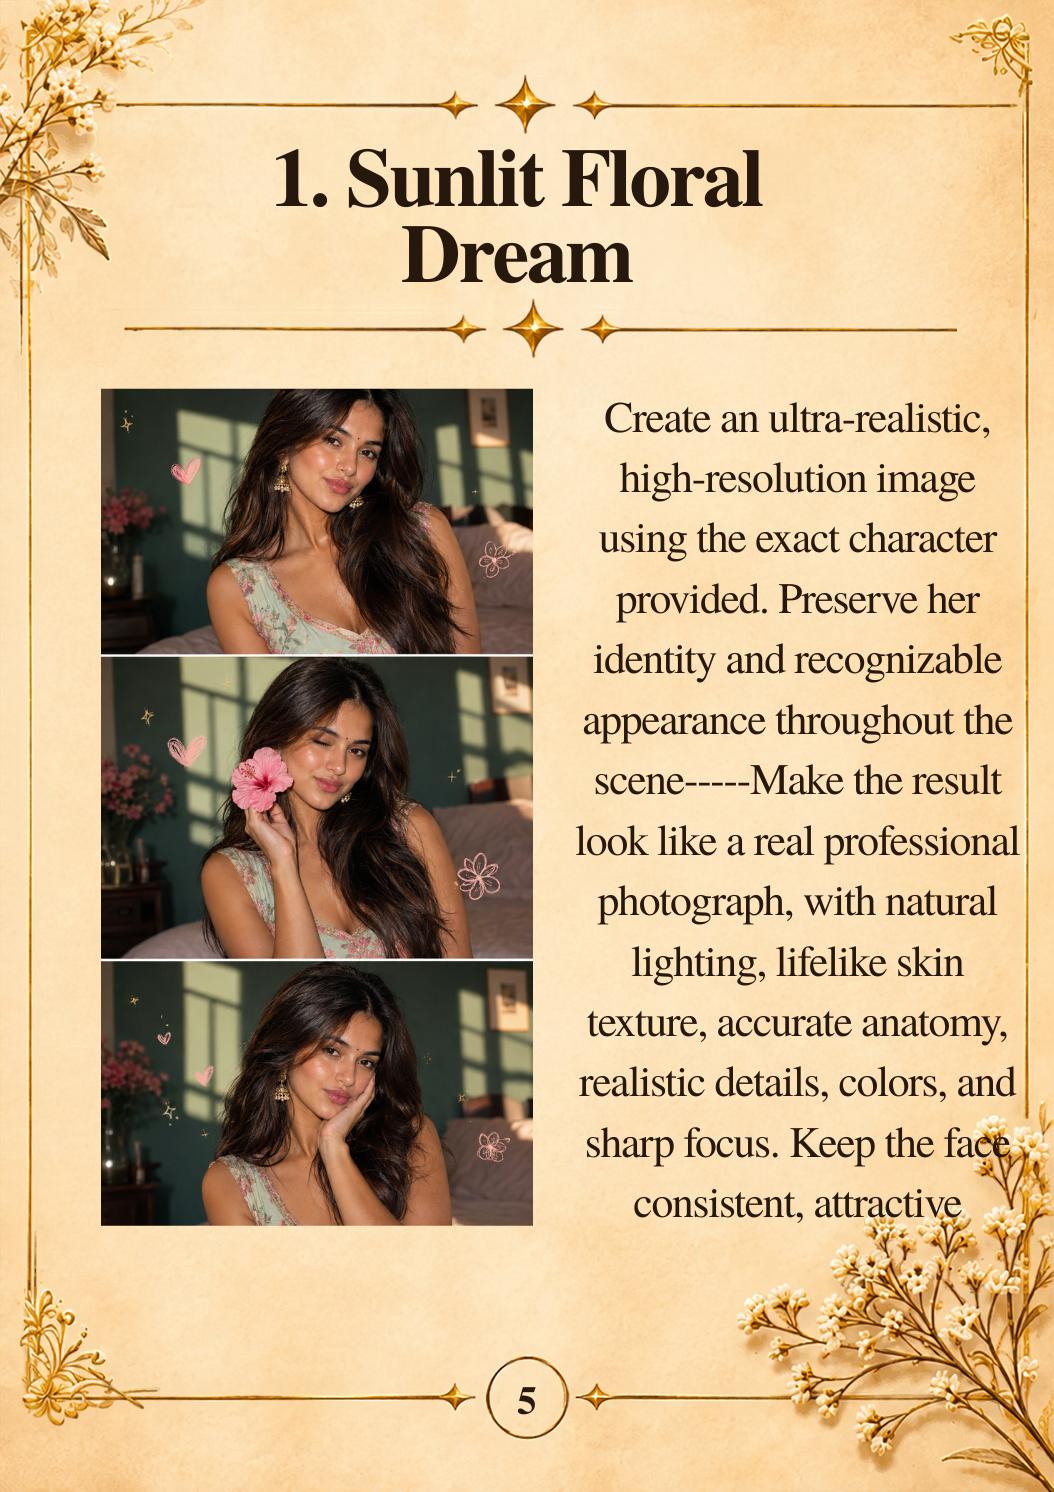 1. Sunlit Floral
Dream
Create an ultra-realistic,
high-resolution image
using the exact character
provided. Preserve her
identity and recognizable
appearance throughout the
scene-----Make the result
look like a real professional
photograph, with natural
lighting, lifelike skin
texture, accurate anatomy,
realistic details, colors, and
sharp focus. Keep the face
consistent, attractive
5